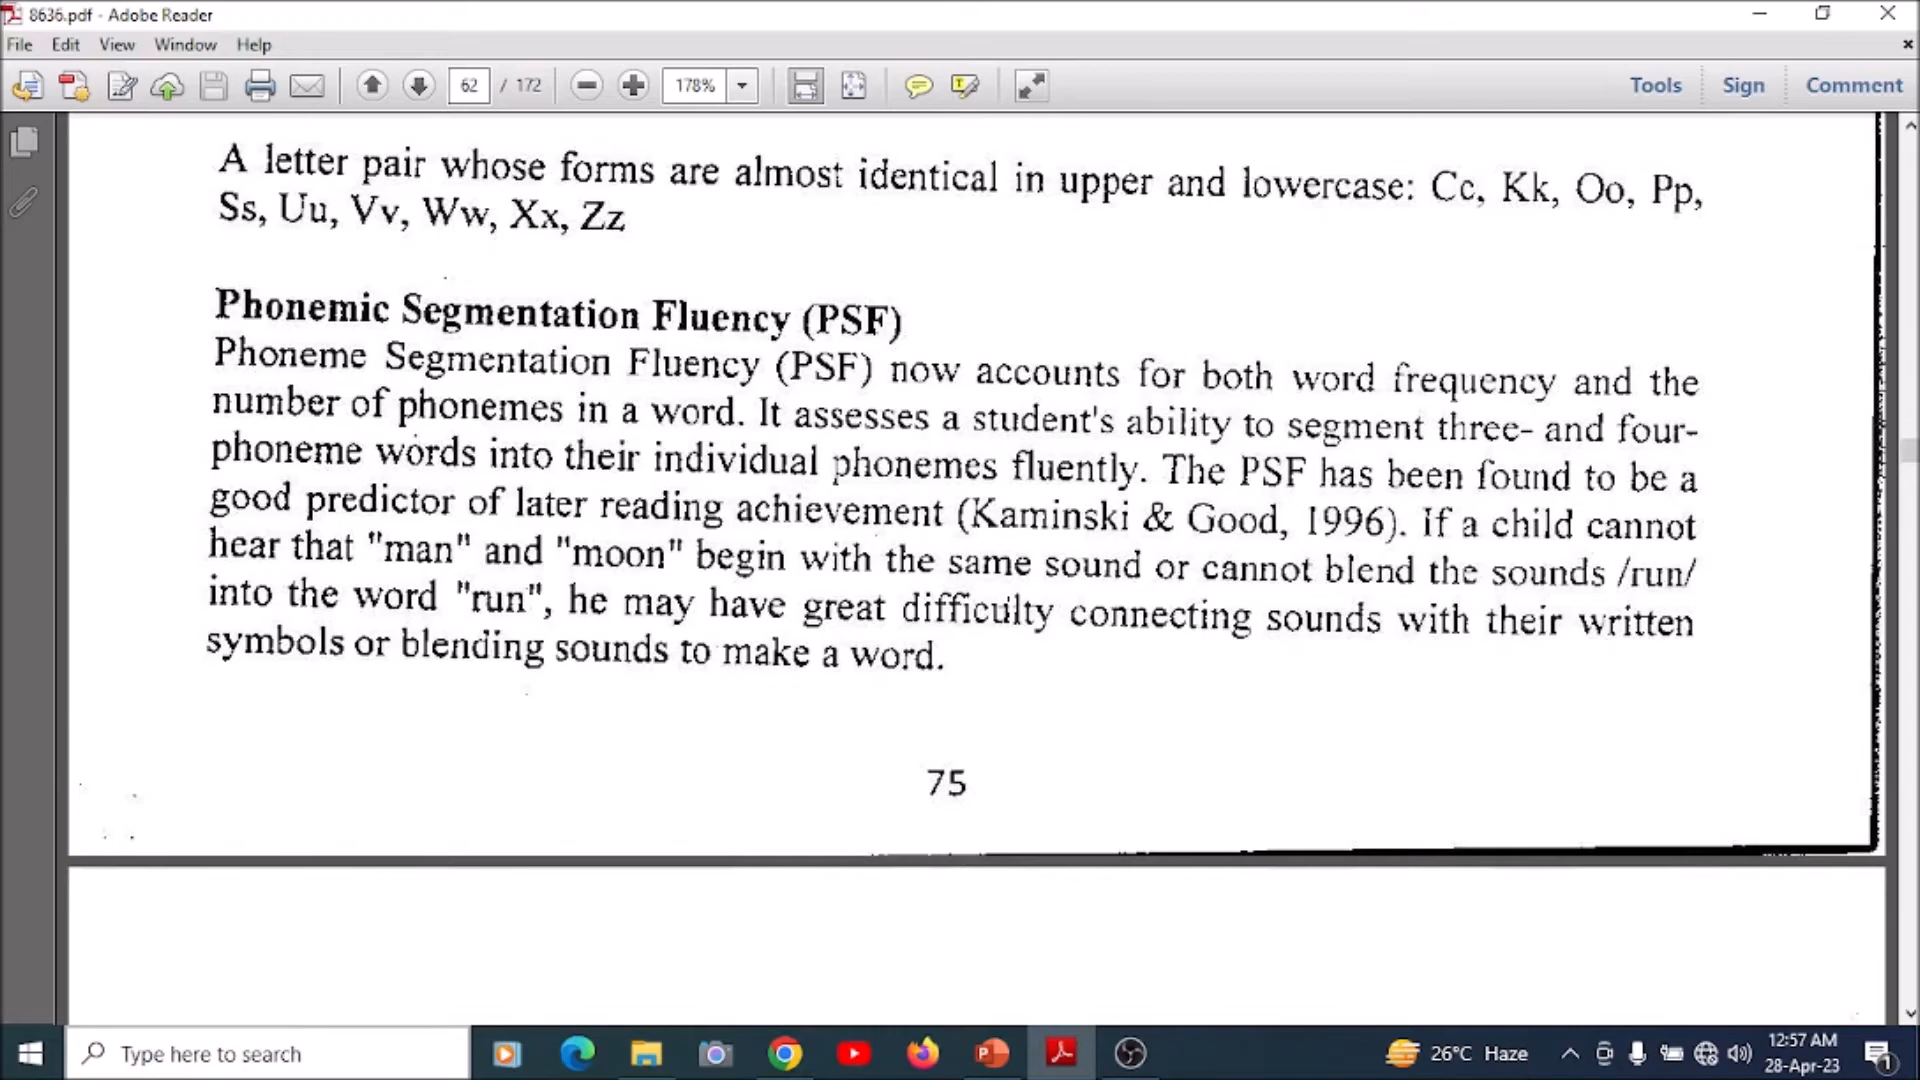 8636.pdf - Adobe Reader
File Edit View Window Help
62 / 172 178% Tools Sign Comment
A letter pair whose forms are almost identical in upper and lowercase: Cc, Kk, Oo, Pp,
Ss, Uu, Vv, Ww, Xx, Zz
Phonemic Segmentation Fluency (PSF)
Phoneme Segmentation Fluency (PSF) now accounts for both word frequency and the
number of phonemes in a word. It assesses a student's ability to segment three- and four-
phoneme words into their individual phonemes fluently. The PSF has been found to be a
good predictor of later reading achievement (Kaminski & Good, 1996). If a child cannot
hear that "man" and "moon" begin with the same sound or cannot blend the sounds /run/
into the word "run", he may have great difficulty connecting sounds with their written
symbols or blending sounds to make a word.
75
Type here to search
26°C Haze
12:57 AM
28-Apr-23
1